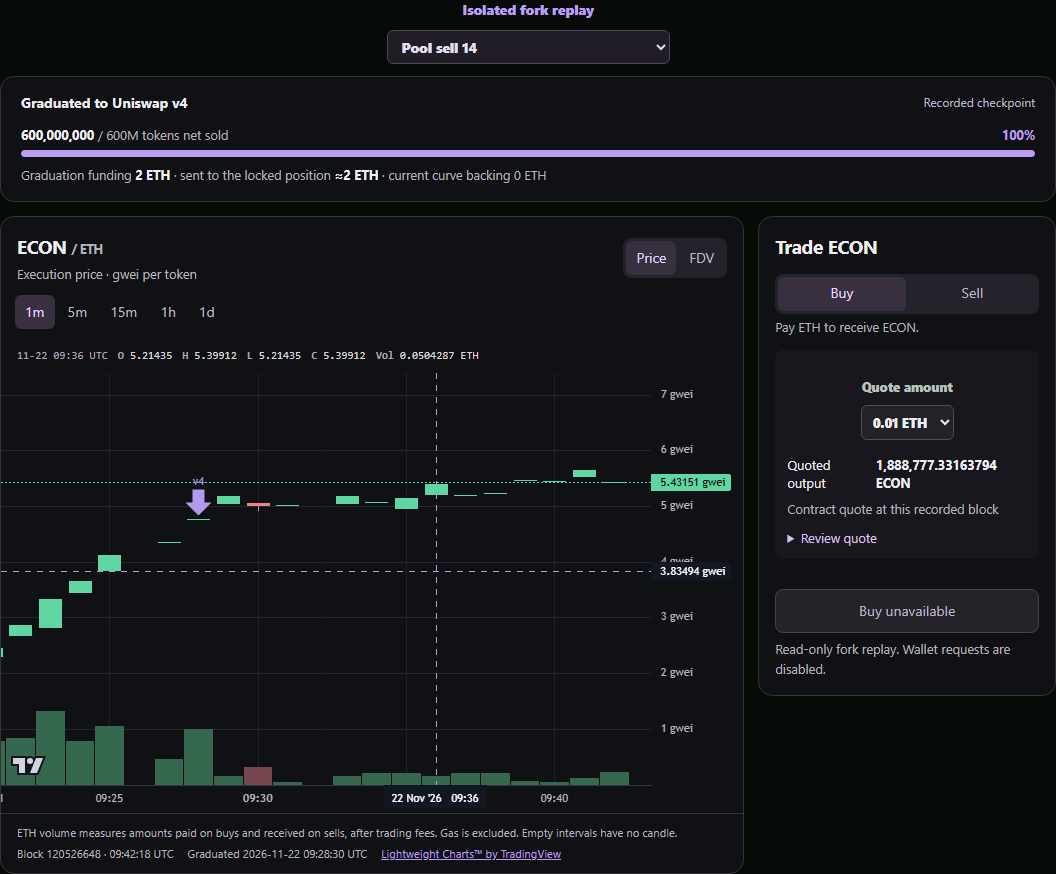 Isolated fork replay
Pool sell 14
Graduated to Uniswap v4
Recorded checkpoint
600,000,000 / 600M tokens net sold
100%
Graduation funding 2 ETH · sent to the locked position ≈2 ETH · current curve backing 0 ETH
ECON / ETH
Price FDV
Execution price · gwei per token
1m 5m 15m 1h 1d
11-22 09:36 UTC O 5.21435 H 5.39912 L 5.21435 C 5.39912 Vol 0.0504287 ETH
7 gwei
6 gwei
v4
5.43151 gwei
5 gwei
4 gwei
3.83494 gwei
3 gwei
2 gwei
1 gwei
09:25 09:30 22 Nov '26 09:36 09:40
ETH volume measures amounts paid on buys and received on sells, after trading fees. Gas is excluded. Empty intervals have no candle.
Block 120526648 · 09:42:18 UTC Graduated 2026-11-22 09:28:30 UTC Lightweight Charts™ by TradingView
Trade ECON
Buy Sell
Pay ETH to receive ECON.
Quote amount
0.01 ETH
Quoted output
1,888,777.33163794 ECON
Contract quote at this recorded block
Review quote
Buy unavailable
Read-only fork replay. Wallet requests are
disabled.